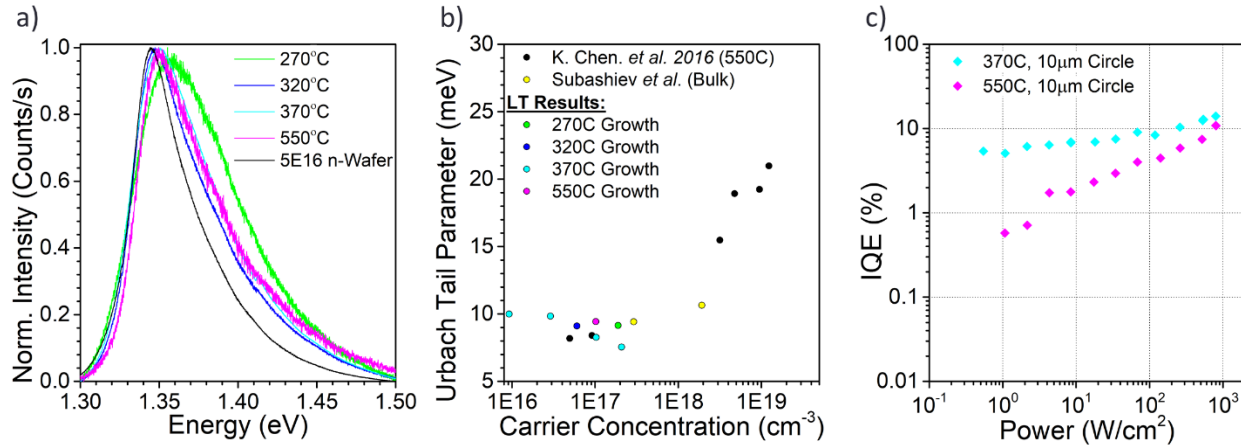 a)
Norm. Intensity (Counts/s)
1.0
0.8
0.6
0.4
0.2
0.0
270°C
320°C
370°C
550°C
5E16 n-Wafer
1.30
1.35
1.40
1.45
1.50
Energy (eV)
b)
Urbach Tail Parameter (meV)
30
25
20
15
10
5
K. Chen. et al. 2016 (550C)
Subashiev et al. (Bulk)
LT Results:
270C Growth
320C Growth
370C Growth
550C Growth
1E16
1E17
1E18
1E19
Carrier Concentration (cm⁻³)
c)
IQE (%)
100
10
1
0.1
0.01
370C, 10μm Circle
550C, 10μm Circle
10⁻¹
10⁰
10¹
10²
10³
Power (W/cm²)